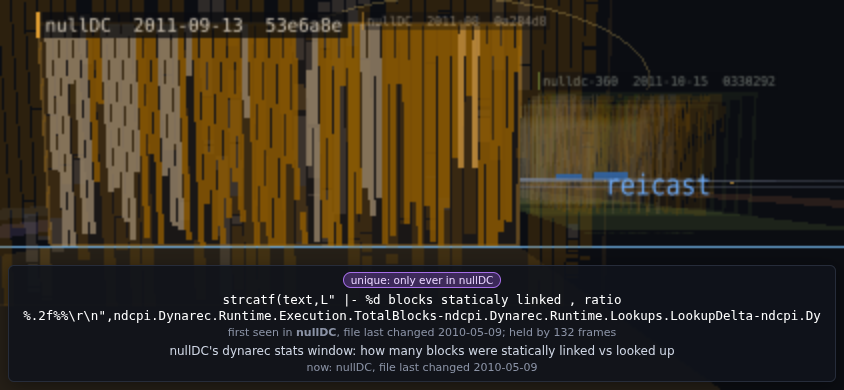 nullDC 2011-09-13 53e6a8e
nullDC 2011-08 0a284d8
nulldc-360 2011-10-15 0338292
reicast
unique: only ever in nullDC
strcatf(text,L" |- %d blocks staticaly linked , ratio
%.2f%%\r\n",ndcpi.Dynarec.Runtime.Execution.TotalBlocks-ndcpi.Dynarec.Runtime.Lookups.LookupDelta-ndcpi.Dy
first seen in nullDC, file last changed 2010-05-09; held by 132 frames
nullDC's dynarec stats window: how many blocks were statically linked vs looked up
now: nullDC, file last changed 2010-05-09